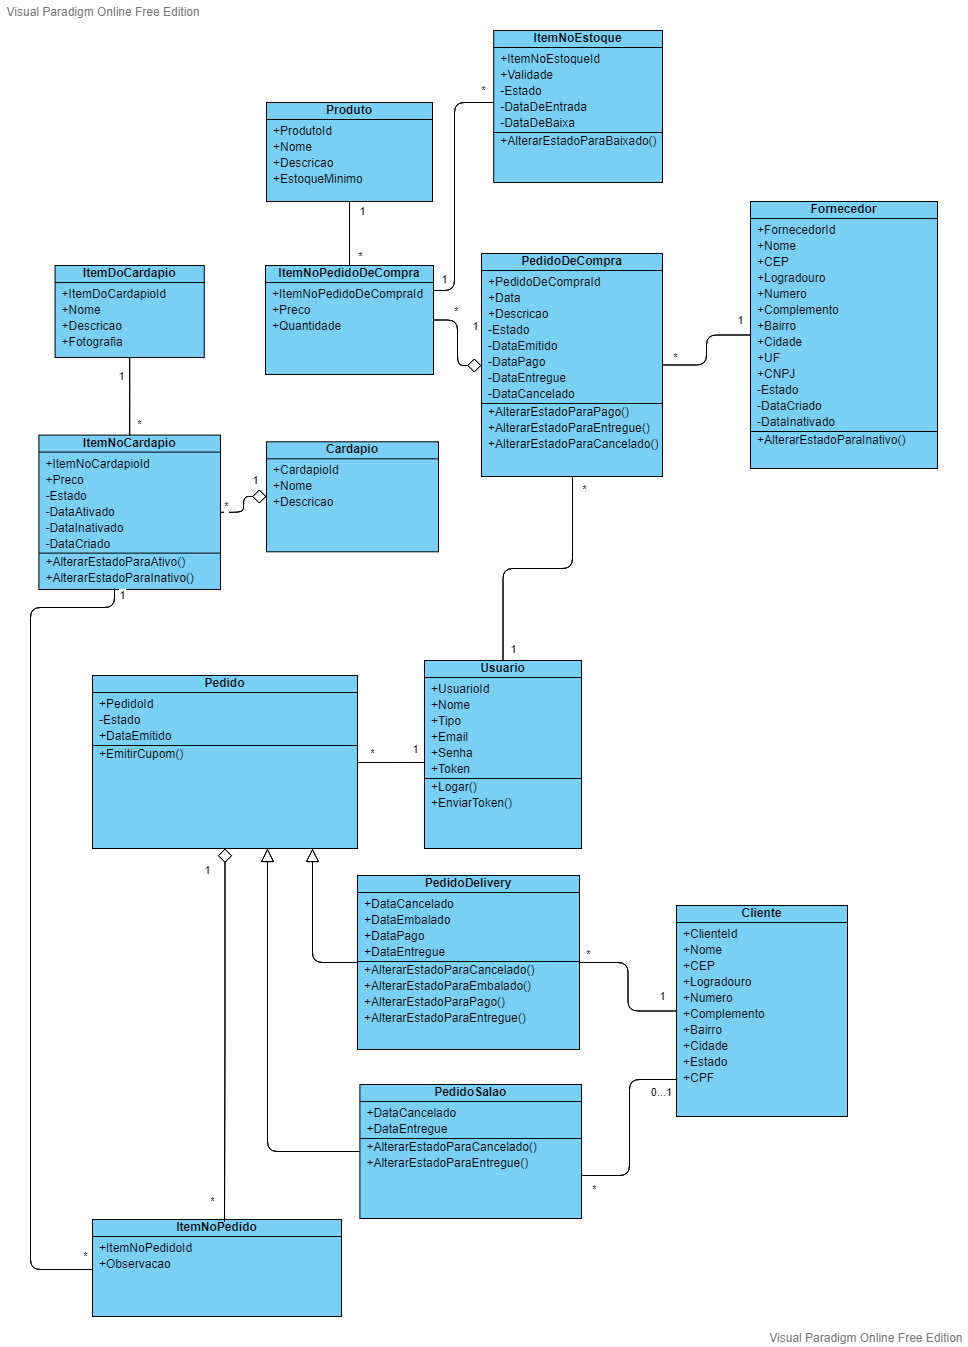 Visual Paradigm Online Free Edition
ItemNoEstoque
+ItemNoEstoqueId
+Validade
-Estado
-DataDeEntrada
-DataDeBaixa
+AlterarEstadoParaBaixado()
*
Produto
+ProdutoId
+Nome
+Descricao
+EstoqueMinimo
1
*
Fornecedor
+FornecedorId
+Nome
+CEP
+Logradouro
+Numero
+Complemento
+Bairro
+Cidade
+UF
+CNPJ
-Estado
-DataCriado
-DataInativado
+AlterarEstadoParaInativo()
1
*
PedidoDeCompra
+PedidoDeCompraId
+Data
+Descricao
-Estado
-DataEmitido
-DataPago
-DataEntregue
-DataCancelado
+AlterarEstadoParaPago()
+AlterarEstadoParaEntregue()
+AlterarEstadoParaCancelado()
*
ItemNoPedidoDeCompra
+ItemNoPedidoDeCompraId
+Preco
+Quantidade
1
*
1
ItemDoCardapio
+ItemDoCardapioId
+Nome
+Descricao
+Fotografia
1
*
ItemNoCardapio
+ItemNoCardapioId
+Preco
-Estado
-DataAtivado
-DataInativado
-DataCriado
+AlterarEstadoParaAtivo()
+AlterarEstadoParaInativo()
1
*
1
Cardapio
+CardapioId
+Nome
+Descricao
1
Usuario
+UsuarioId
+Nome
+Tipo
+Email
+Senha
+Token
+Logar()
+EnviarToken()
Pedido
+PedidoId
-Estado
+DataEmitido
+EmitirCupom()
*
1
1
PedidoDelivery
+DataCancelado
+DataEmbalado
+DataPago
+DataEntregue
+AlterarEstadoParaCancelado()
+AlterarEstadoParaEmbalado()
+AlterarEstadoParaPago()
+AlterarEstadoParaEntregue()
*
1
Cliente
+ClienteId
+Nome
+CEP
+Logradouro
+Numero
+Complemento
+Bairro
+Cidade
+Estado
+CPF
0...1
PedidoSalao
+DataCancelado
+DataEntregue
+AlterarEstadoParaCancelado()
+AlterarEstadoParaEntregue()
*
*
ItemNoPedido
+ItemNoPedidoId
+Observacao
*
Visual Paradigm Online Free Edition